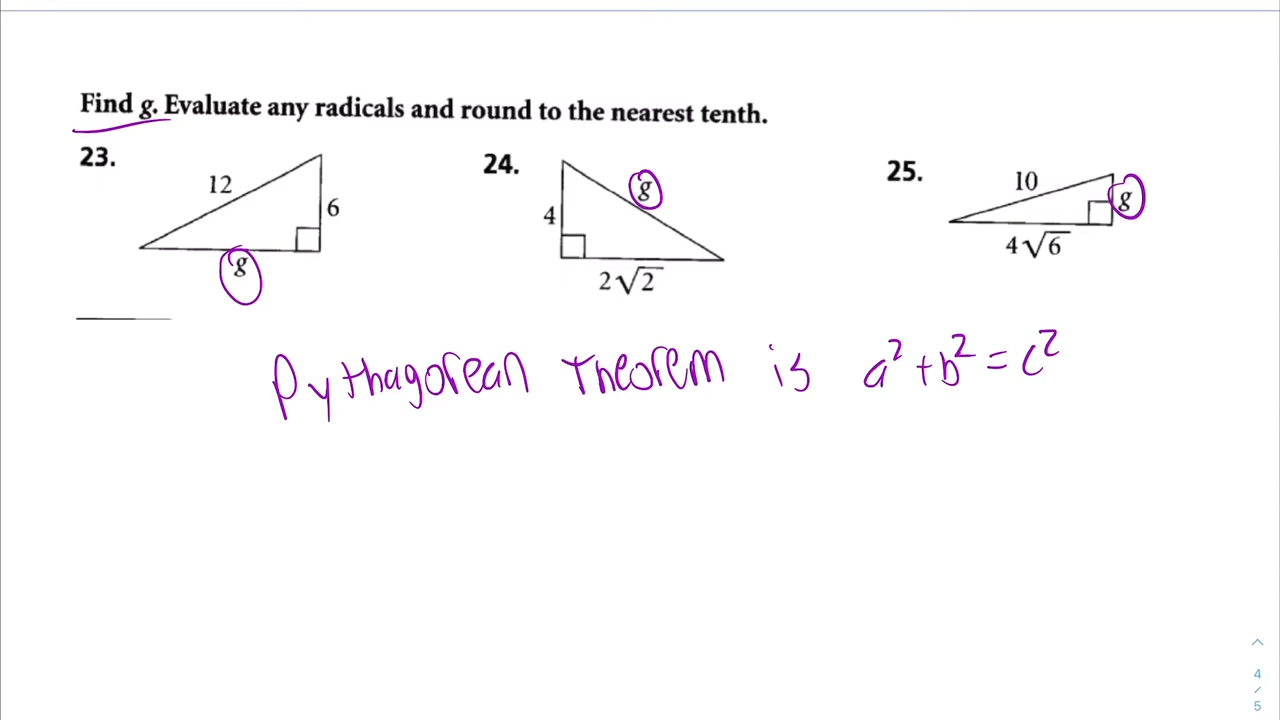 Find g. Evaluate any radicals and round to the nearest tenth.
23. 12 6 g
24. 4 g 2√2
25. 10 g 4√6
Pythagorean Theorem is a² + b² = c²
4
5